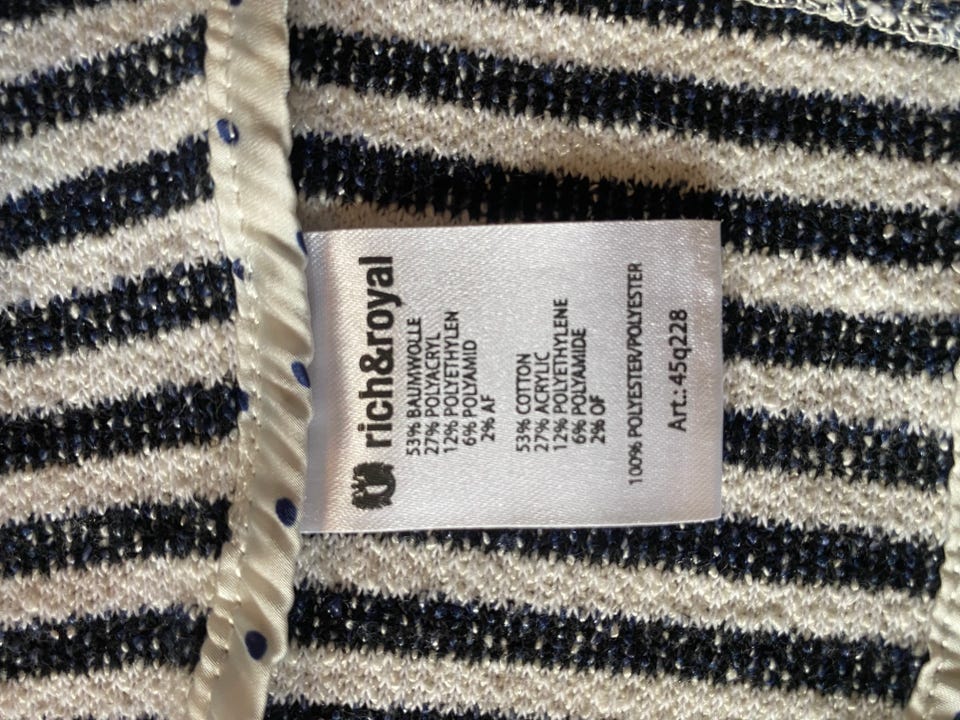 rich&royal
53% BAUMWOLLE
27% POLYACRYL
12% POLYETHYLEN
6% POLYAMID
2% AF
53% COTTON
27% ACRYLIC
12% POLYETHYLENE
6% POLYAMIDE
2% OF
100% POLYESTER/POLYESTER
Art.: 45q228